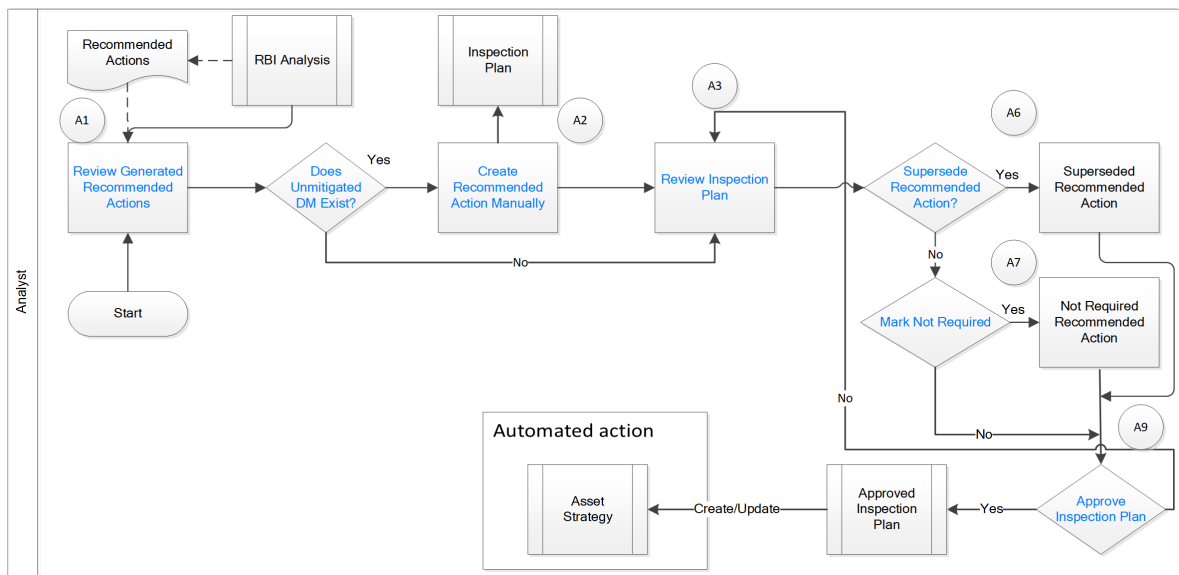 Recommended
Actions
RBI Analysis
Inspection
Plan
A1
A2
A3
A6
Review Generated
Recommended
Actions
Does
Unmitigated
DM Exist?
Yes
Create
Recommended
Action Manually
Review Inspection
Plan
Supersede
Recommended
Action?
Yes
Superseded
Recommended
Action
No
No
A7
Start
Mark Not Required
Yes
Not Required
Recommended
Action
Analyst
No
No
A9
Automated action
Asset
Strategy
Create/Update
Approved
Inspection
Plan
Yes
Approve
Inspection Plan